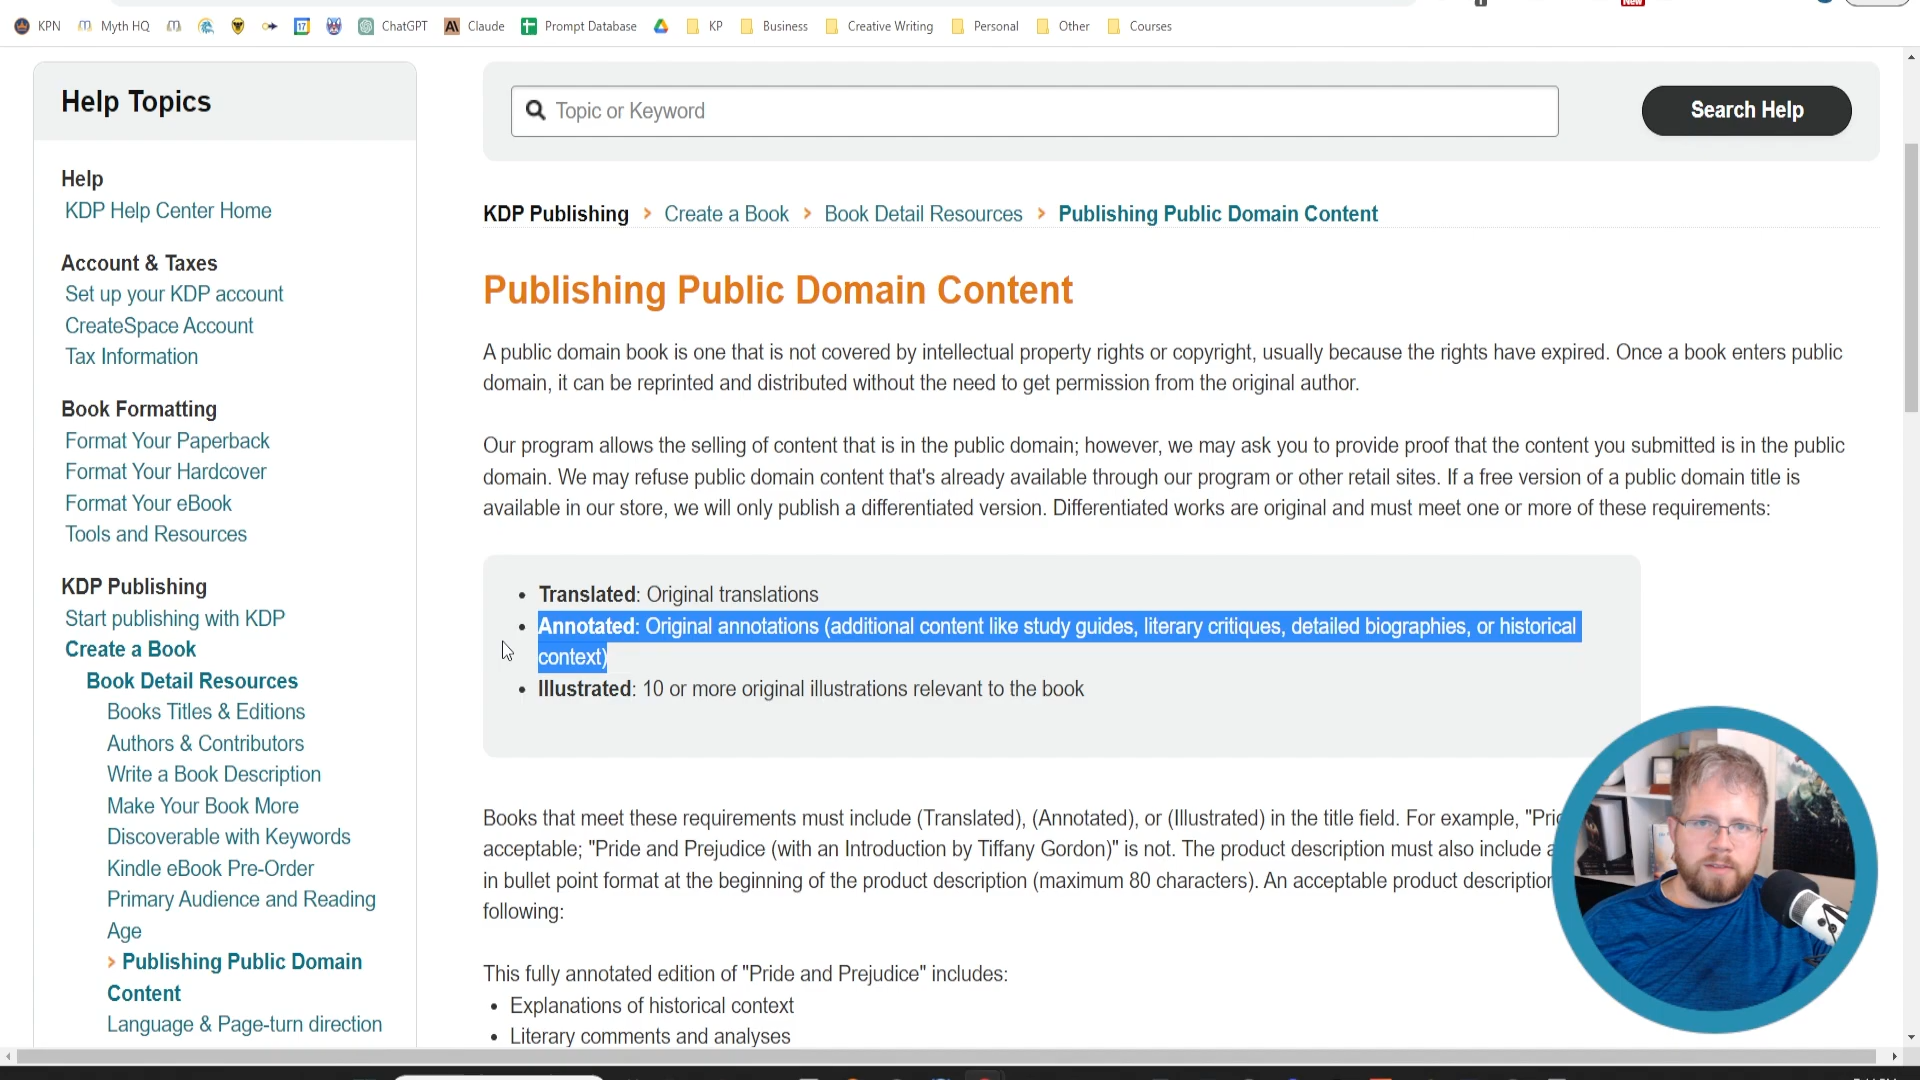 KPN
Myth HQ
17
ChatGPT
Claude
Prompt Database
KP
Business
Creative Writing
Personal
Other
Courses
New
Help Topics
Topic or Keyword
Search Help
Help
KDP Help Center Home
Account & Taxes
Set up your KDP account
CreateSpace Account
Tax Information
Book Formatting
Format Your Paperback
Format Your Hardcover
Format Your eBook
Tools and Resources
KDP Publishing
Start publishing with KDP
Create a Book
Book Detail Resources
Books Titles & Editions
Authors & Contributors
Write a Book Description
Make Your Book More
Discoverable with Keywords
Kindle eBook Pre-Order
Primary Audience and Reading
Age
› Publishing Public Domain
Content
Language & Page-turn direction
KDP Publishing › Create a Book › Book Detail Resources › Publishing Public Domain Content
Publishing Public Domain Content
A public domain book is one that is not covered by intellectual property rights or copyright, usually because the rights have expired. Once a book enters public
domain, it can be reprinted and distributed without the need to get permission from the original author.
Our program allows the selling of content that is in the public domain; however, we may ask you to provide proof that the content you submitted is in the public
domain. We may refuse public domain content that's already available through our program or other retail sites. If a free version of a public domain title is
available in our store, we will only publish a differentiated version. Differentiated works are original and must meet one or more of these requirements:
• Translated: Original translations
• Annotated: Original annotations (additional content like study guides, literary critiques, detailed biographies, or historical
context)
• Illustrated: 10 or more original illustrations relevant to the book
Books that meet these requirements must include (Translated), (Annotated), or (Illustrated) in the title field. For example,
acceptable; "Pride and Prejudice (with an Introduction by Tiffany Gordon)" is not. The product description must also include
in bullet point format at the beginning of the product description (maximum 80 characters). An acceptable product description
following:
This fully annotated edition of "Pride and Prejudice" includes:
• Explanations of historical context
• Literary comments and analyses